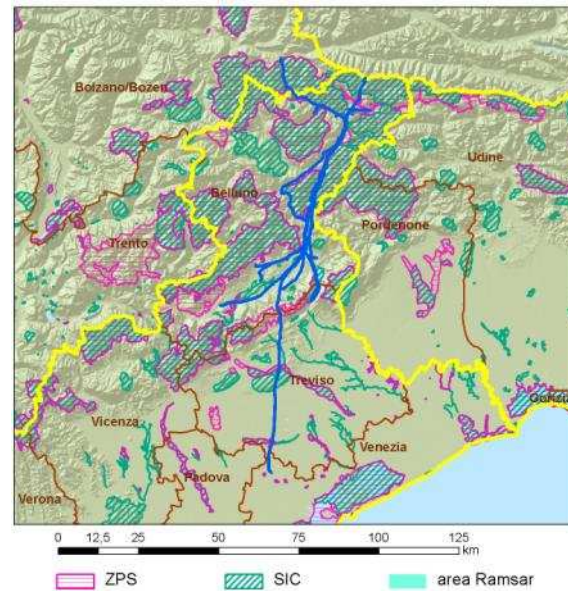 Bolzano/Bozen
Udine
Belluno
Pordenone
Trento
Gorizia
Treviso
Vicenza
Venezia
Padova
Verona
0 12,5 25 50 75 100 125
km
ZPS SIC area Ramsar